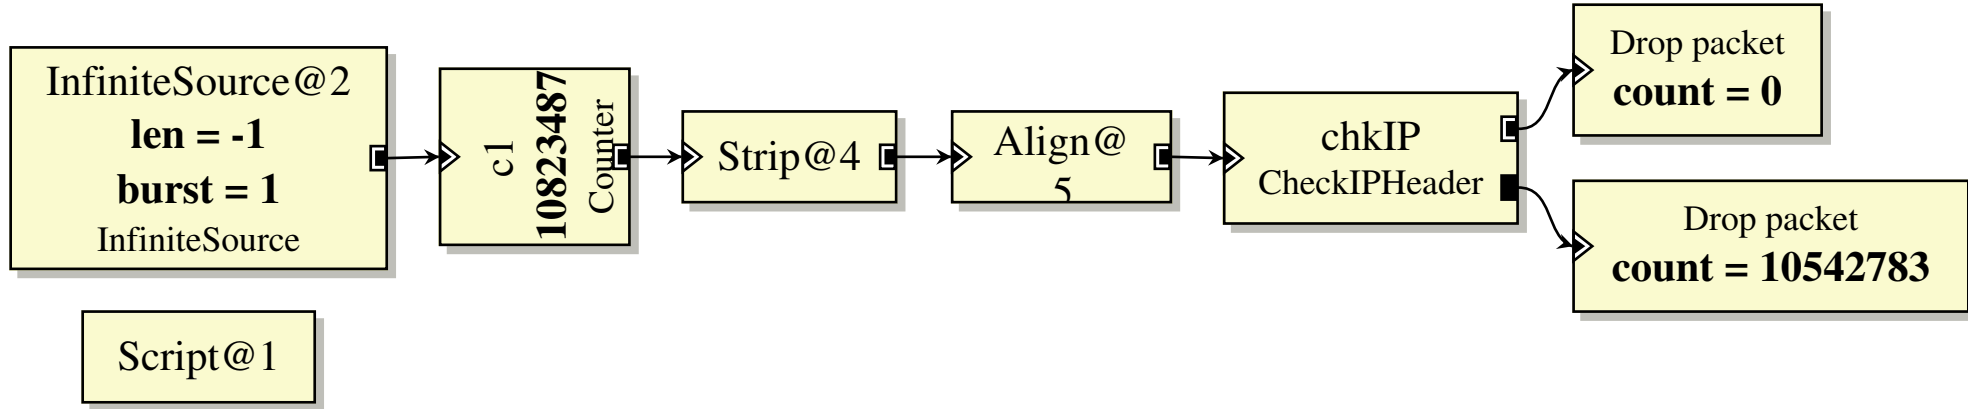 InfiniteSource@2
len = -1
burst = 1
InfiniteSource
c1
10823487
Counter
Strip@4
Align@
5
chkIP
CheckIPHeader
Drop packet
count = 0
Drop packet
count = 10542783
Script@1